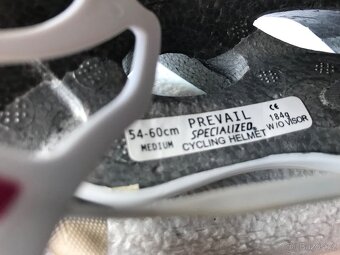 54-60cm
MEDIUM
PREVAIL
SPECIALIZED
CYCLING HELMET
CE
184g
W/O VISOR